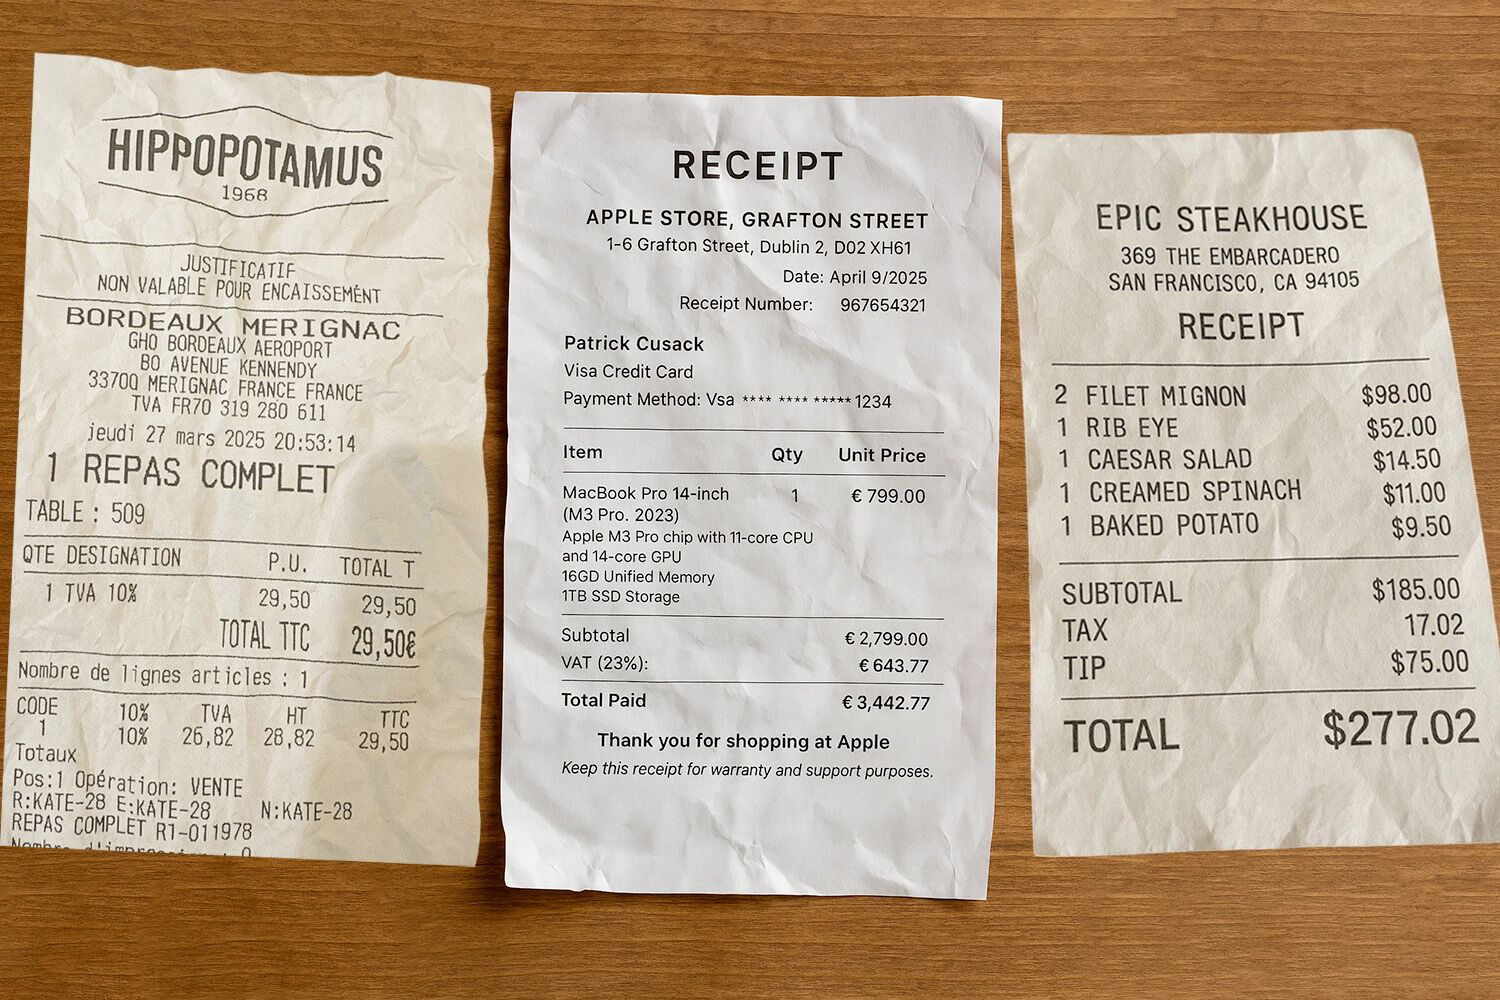 HIPPOPOTAMUS
1968
JUSTIFICATIF
NON VALABLE POUR ENCAISSEMENT
BORDEAUX MERIGNAC
GHO BORDEAUX AEROPORT
BO AVENUE KENNENDY
33700 MERIGNAC FRANCE FRANCE
TVA FR70 319 280 611
jeudi 27 mars 2025 20:53:14
1 REPAS COMPLET
TABLE : 509
QTE DESIGNATION P.U. TOTAL T
1 TVA 10% 29,50 29,50
TOTAL TTC 29,50€
Nombre de lignes articles : 1
CODE 10% TVA HT TTC
1 10% 26,82 28,82 29,50
Totaux
Pos:1 Opération: VENTE
R:KATE-28 E:KATE-28 N:KATE-28
REPAS COMPLET R1-011978
RECEIPT
APPLE STORE, GRAFTON STREET
1-6 Grafton Street, Dublin 2, D02 XH61
Date: April 9/2025
Receipt Number: 967654321
Patrick Cusack
Visa Credit Card
Payment Method: Vsa **** **** ***** 1234
Item Qty Unit Price
MacBook Pro 14-inch 1 € 799.00
(M3 Pro. 2023)
Apple M3 Pro chip with 11-core CPU
and 14-core GPU
16GD Unified Memory
1TB SSD Storage
Subtotal € 2,799.00
VAT (23%): € 643.77
Total Paid € 3,442.77
Thank you for shopping at Apple
Keep this receipt for warranty and support purposes.
EPIC STEAKHOUSE
369 THE EMBARCADERO
SAN FRANCISCO, CA 94105
RECEIPT
2 FILET MIGNON $98.00
1 RIB EYE $52.00
1 CAESAR SALAD $14.50
1 CREAMED SPINACH $11.00
1 BAKED POTATO $9.50
SUBTOTAL $185.00
TAX 17.02
TIP $75.00
TOTAL $277.02